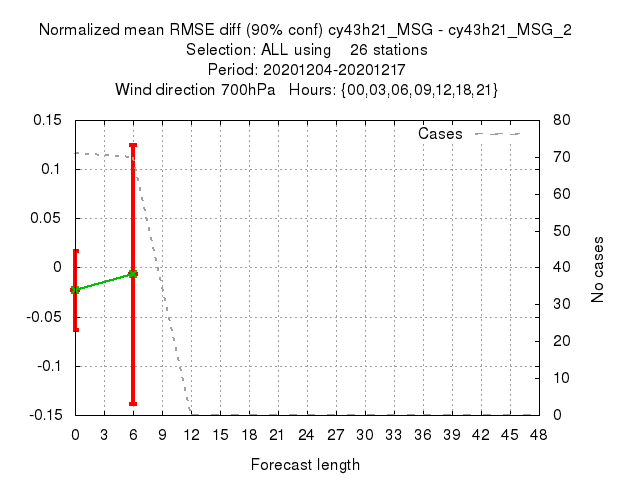 Normalized mean RMSE diff (90% conf) cy43h21_MSG - cy43h21_MSG_2
Selection: ALL using    26 stations
Period: 20201204-20201217
Wind direction 700hPa   Hours: {00,03,06,09,12,18,21}
Cases
0.15
0.1
0.05
0
-0.05
-0.1
-0.15
80
70
60
50
40
30
20
10
0
No cases
0 3 6 9 12 15 18 21 24 27 30 33 36 39 42 45 48
Forecast length